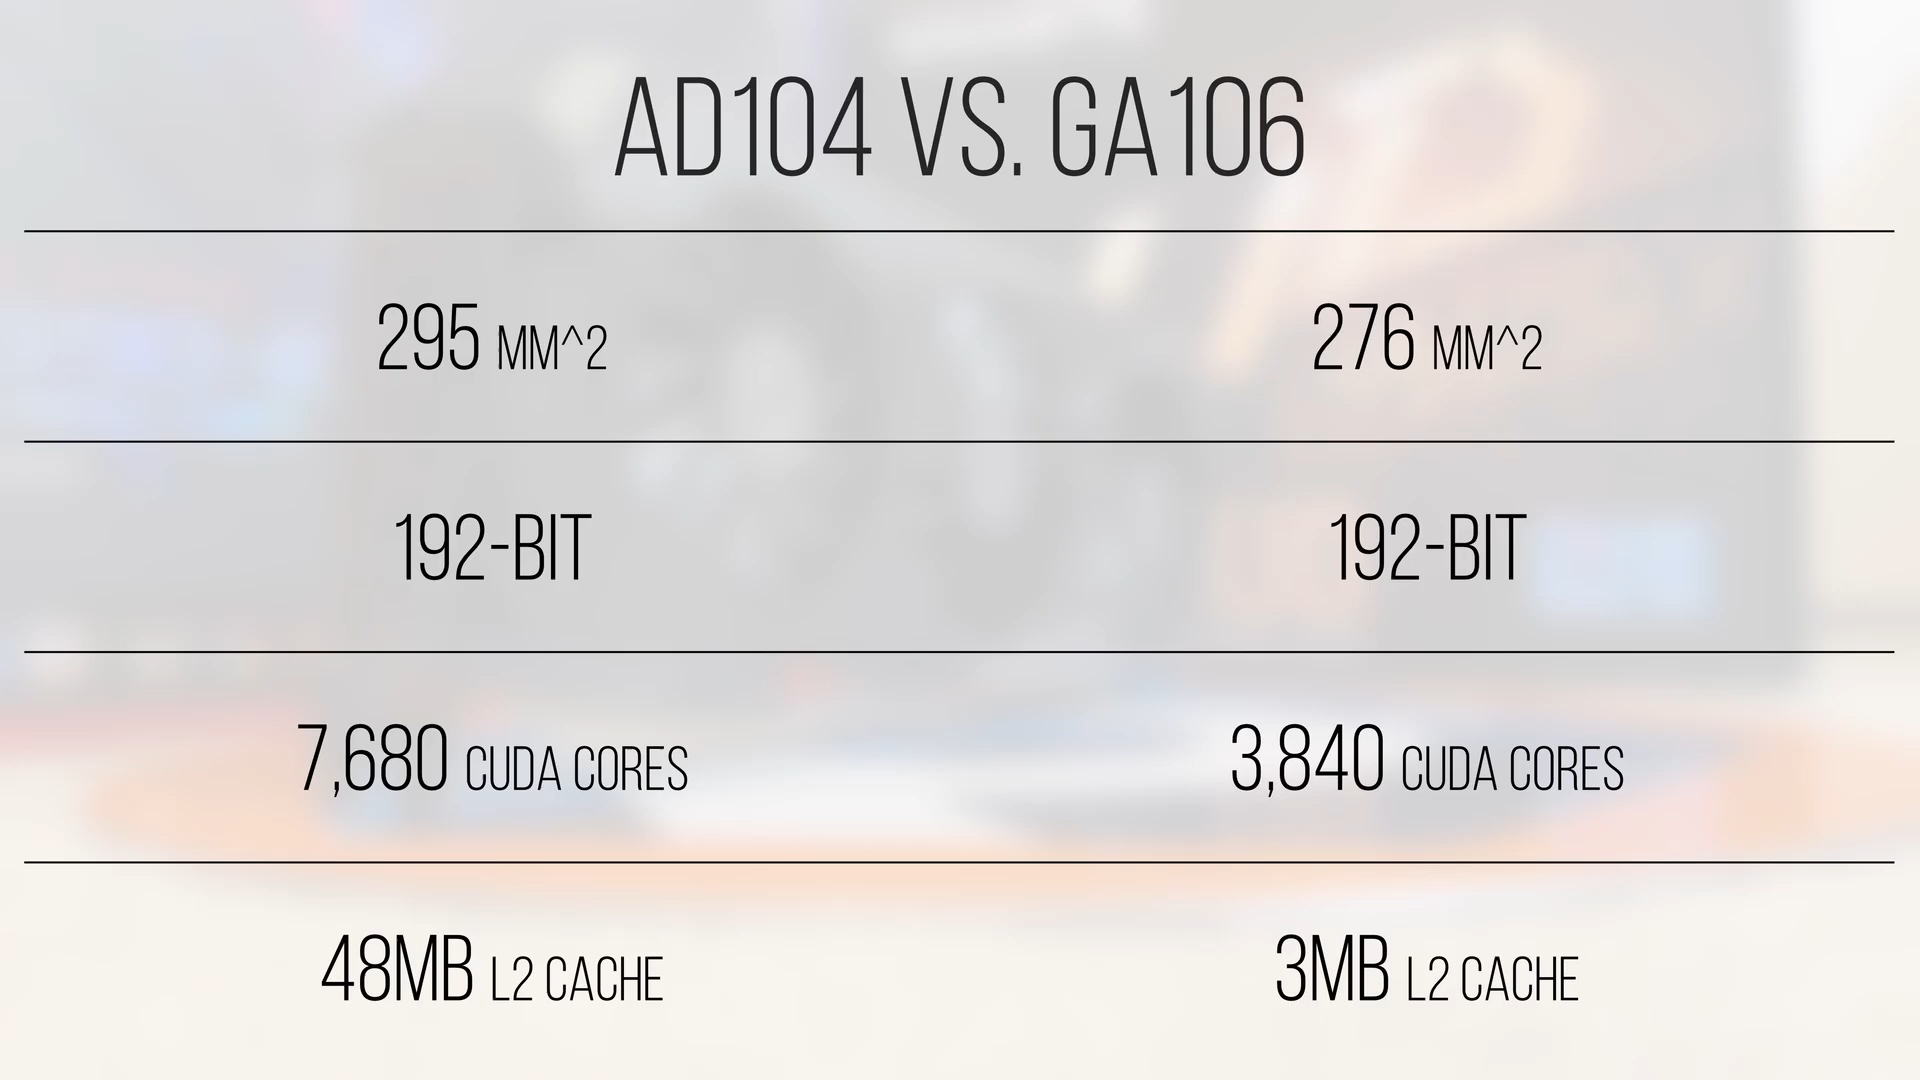 AD104 VS. GA106
295 MM^2 276 MM^2
192-BIT 192-BIT
7,680 CUDA CORES 3,840 CUDA CORES
48MB L2 CACHE 3MB L2 CACHE